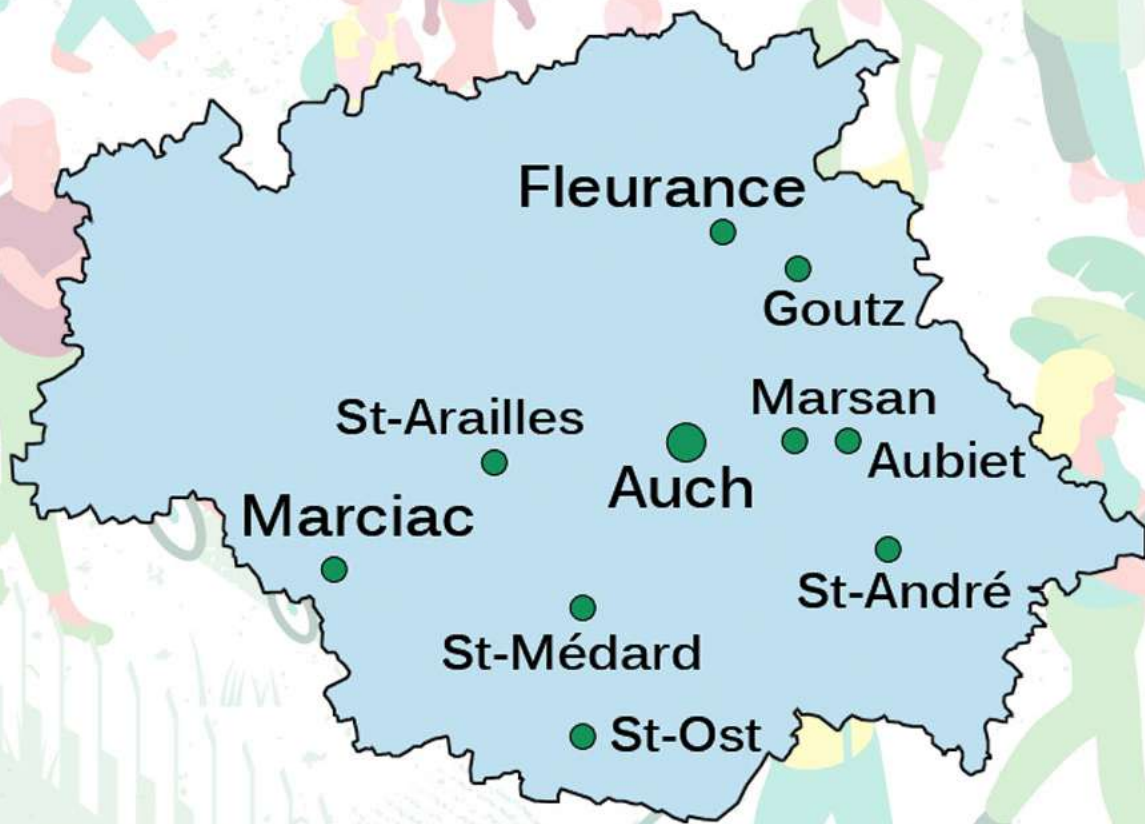 Fleurance
Goutz
Marsan
St-Arailles
Aubiet
Auch
Marciac
St-André
St-Médard
St-Ost